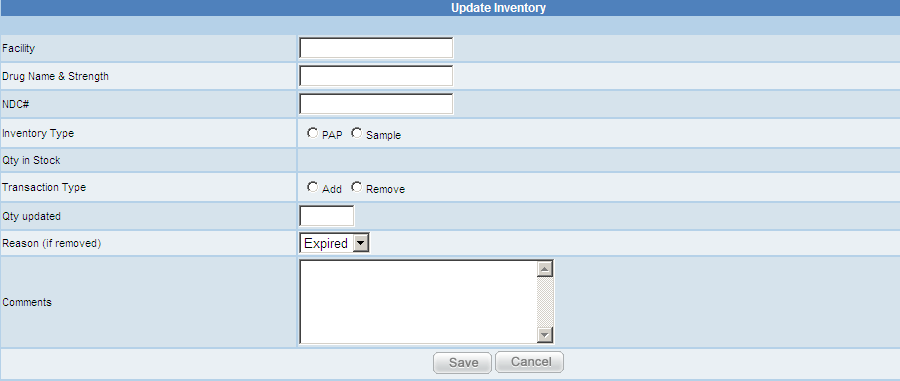 Update Inventory
Facility
Drug Name & Strength
NDC#
Inventory Type PAP Sample
Qty in Stock
Transaction Type Add Remove
Qty updated
Reason (if removed) Expired
Comments
Save Cancel